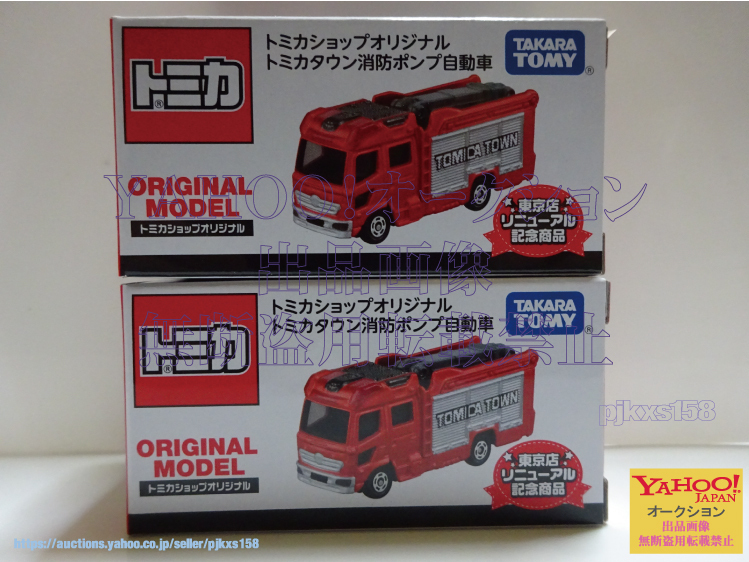 トミカ
®
トミカショップオリジナル
トミカタウン消防ポンプ自動車
TAKARA
TOMY®
TOMICA TOWN
ORIGINAL
MODEL
トミカショップオリジナル
東京店
リニューアル
記念商品
YAHOO!オークション
出品画像
無断盗用転載禁止
トミカ
®
トミカショップオリジナル
トミカタウン消防ポンプ自動車
TAKARA
TOMY®
TOMICA TOWN
ORIGINAL
MODEL
トミカショップオリジナル
東京店
リニューアル
記念商品
pjkxs158
YAHOO!
JAPAN
オークション
出品画像
無断盗用転載禁止
https://auctions.yahoo.co.jp/seller/pjkxs158